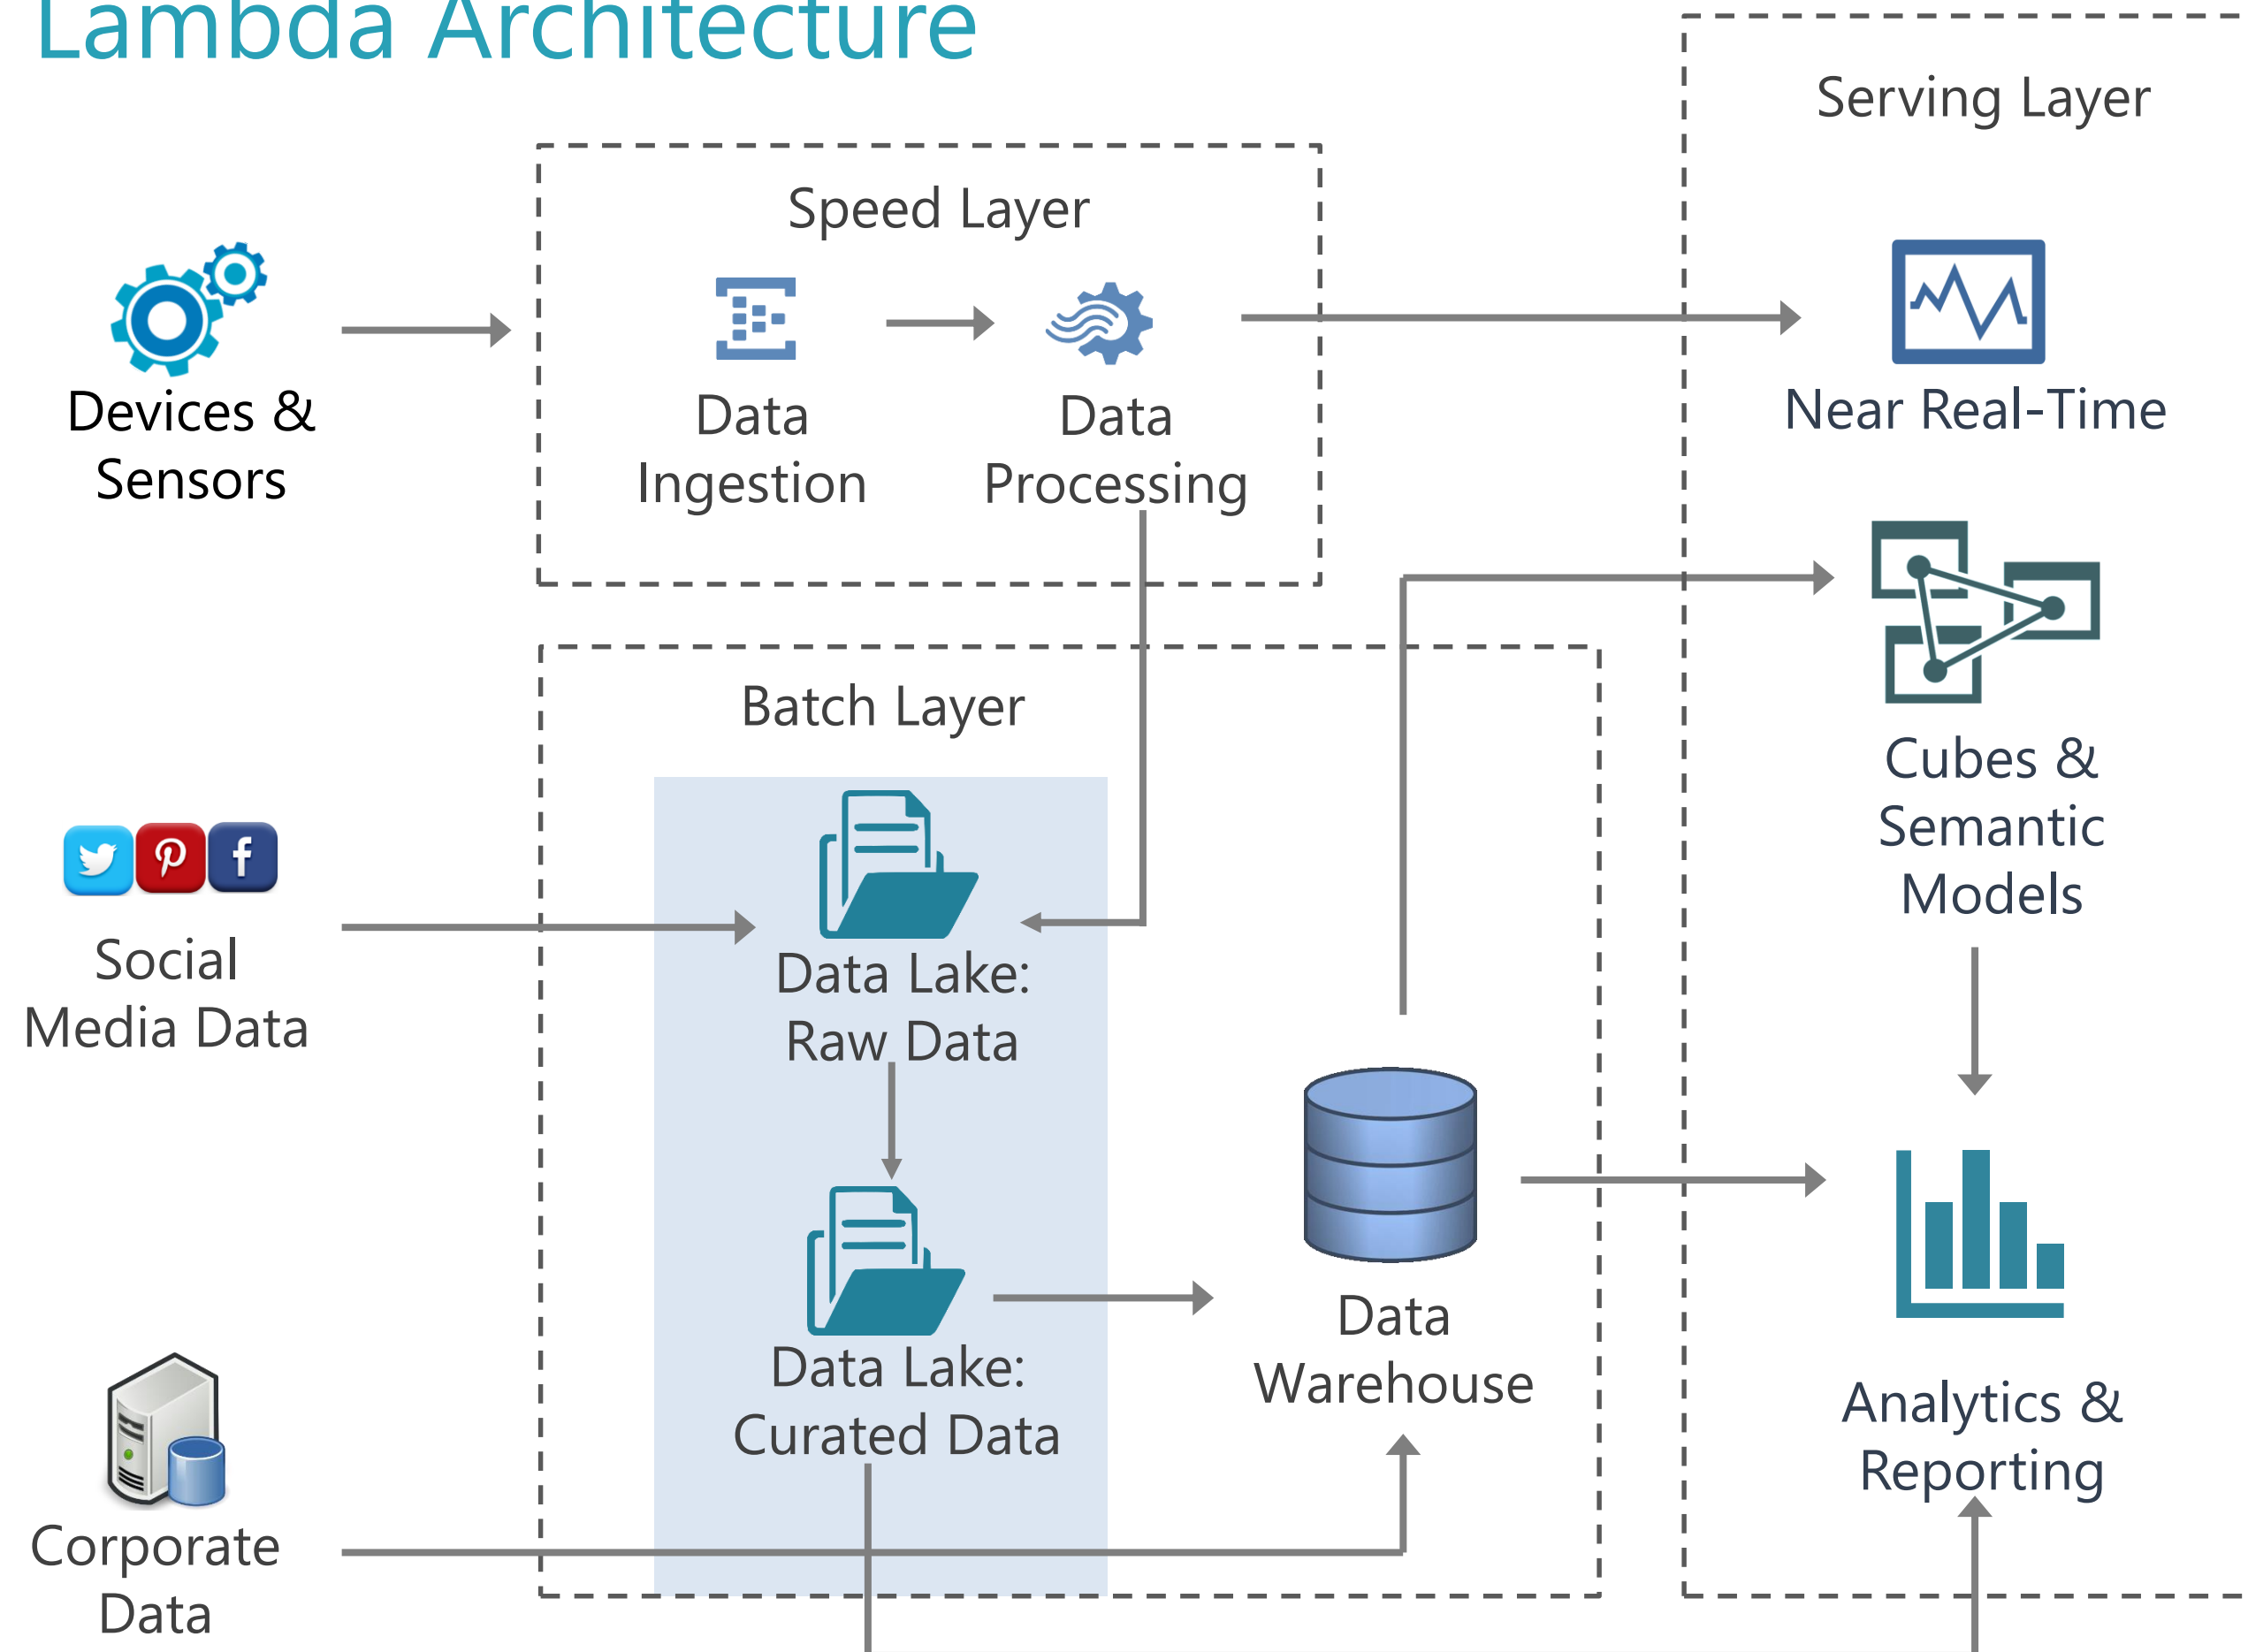 Lambda Architecture
Serving Layer
Speed Layer
Devices &
Sensors
Data
Ingestion
Data
Processing
Near Real-Time
Batch Layer
Cubes &
Semantic
Models
Social
Media Data
Data Lake:
Raw Data
Data Lake:
Curated Data
Data
Warehouse
Analytics &
Reporting
Corporate
Data